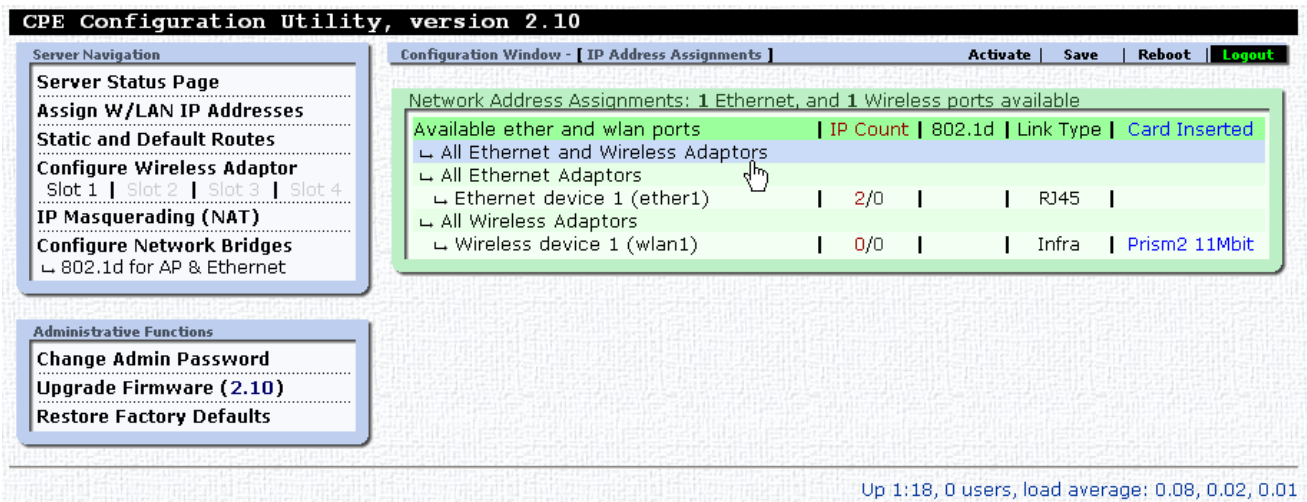 CPE Configuration Utility, version 2.10
Server Navigation
Server Status Page
Assign W/LAN IP Addresses
Static and Default Routes
Configure Wireless Adaptor
Slot 1 | Slot 2 | Slot 3 | Slot 4
IP Masquerading (NAT)
Configure Network Bridges
↳ 802.1d for AP & Ethernet
Administrative Functions
Change Admin Password
Upgrade Firmware (2.10)
Restore Factory Defaults
Configuration Window - [ IP Address Assignments ] Activate | Save | Reboot | Logout
Network Address Assignments: 1 Ethernet, and 1 Wireless ports available
Available ether and wlan ports | IP Count | 802.1d | Link Type | Card Inserted
↳ All Ethernet and Wireless Adaptors
↳ All Ethernet Adaptors
↳ Ethernet device 1 (ether1) | 2/0 | | RJ45 |
↳ All Wireless Adaptors
↳ Wireless device 1 (wlan1) | 0/0 | | Infra | Prism2 11Mbit
Up 1:18, 0 users, load average: 0.08, 0.02, 0.01